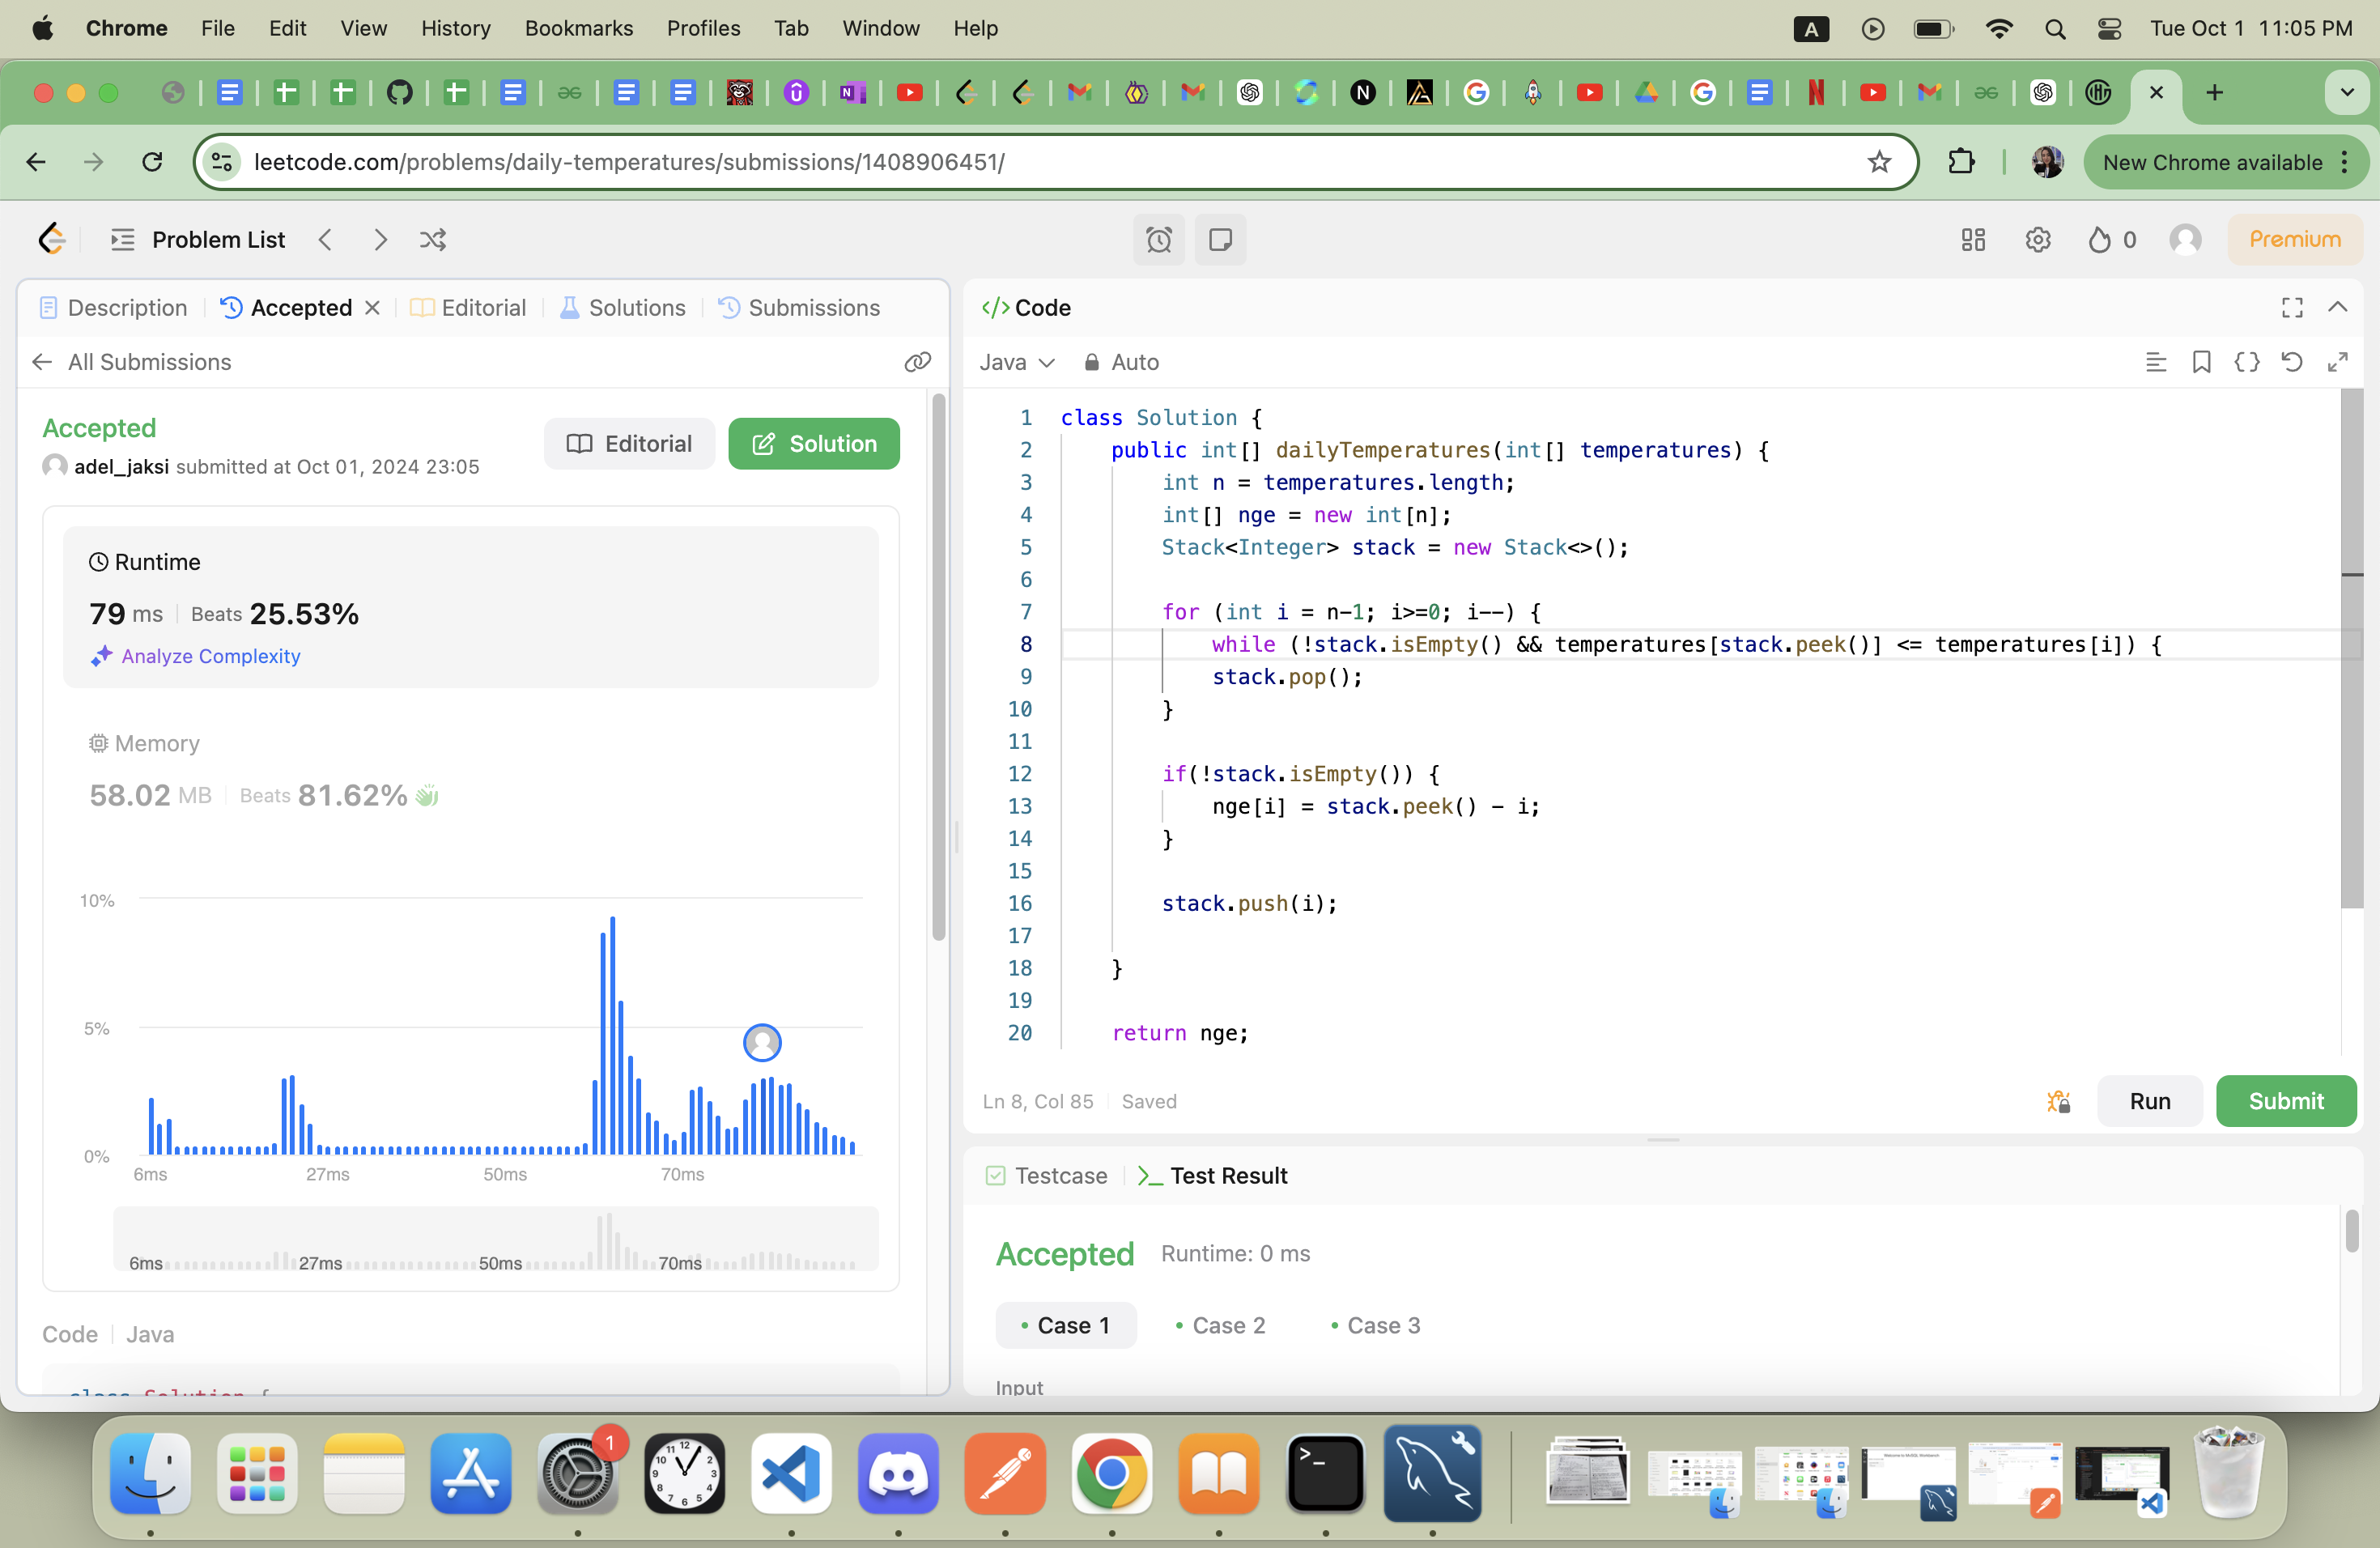 Chrome File Edit View History Bookmarks Profiles Tab Window Help A Tue Oct 1 11:05 PM
leetcode.com/problems/daily-temperatures/submissions/1408906451/ New Chrome available
Problem List 0 Premium
Description Accepted Editorial Solutions Submissions
All Submissions
Accepted
adel_jaksi submitted at Oct 01, 2024 23:05
Editorial Solution
Runtime
79 ms Beats 25.53%
Analyze Complexity
Memory
58.02 MB Beats 81.62%
10%
5%
0%
6ms 27ms 50ms 70ms
6ms 27ms 50ms 70ms
Code Java
class Solution {
</> Code
Java Auto
1 class Solution {
2 public int[] dailyTemperatures(int[] temperatures) {
3 int n = temperatures.length;
4 int[] nge = new int[n];
5 Stack<Integer> stack = new Stack<>();
6
7 for (int i = n-1; i>=0; i--) {
8 while (!stack.isEmpty() && temperatures[stack.peek()] <= temperatures[i]) {
9 stack.pop();
10 }
11
12 if(!stack.isEmpty()) {
13 nge[i] = stack.peek() - i;
14 }
15
16 stack.push(i);
17
18 }
19
20 return nge;
Ln 8, Col 85 Saved Run Submit
Testcase >_ Test Result
Accepted Runtime: 0 ms
• Case 1 • Case 2 • Case 3
Input
1